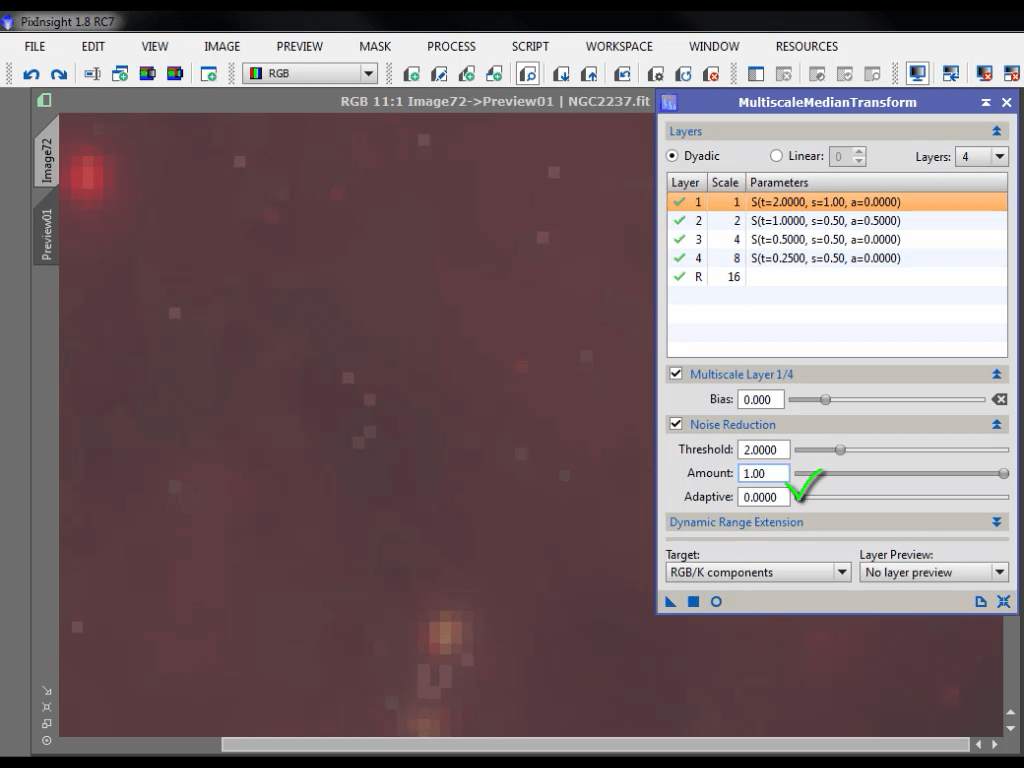 PixInsight 1.8 RC7
FILE EDIT VIEW IMAGE PREVIEW MASK PROCESS SCRIPT WORKSPACE WINDOW RESOURCES
RGB
RGB 11:1 Image72->Preview01 | NGC2237.fit
Image72
Preview01
MultiscaleMedianTransform
Layers
Dyadic Linear: 0 Layers: 4
Layer Scale Parameters
1 1 S(t=2.0000, s=1.00, a=0.0000)
2 2 S(t=1.0000, s=0.50, a=0.5000)
3 4 S(t=0.5000, s=0.50, a=0.0000)
4 8 S(t=0.2500, s=0.50, a=0.0000)
R 16
Multiscale Layer 1/4
Bias: 0.000
Noise Reduction
Threshold: 2.0000
Amount: 1.00
Adaptive: 0.0000
Dynamic Range Extension
Target: Layer Preview:
RGB/K components No layer preview